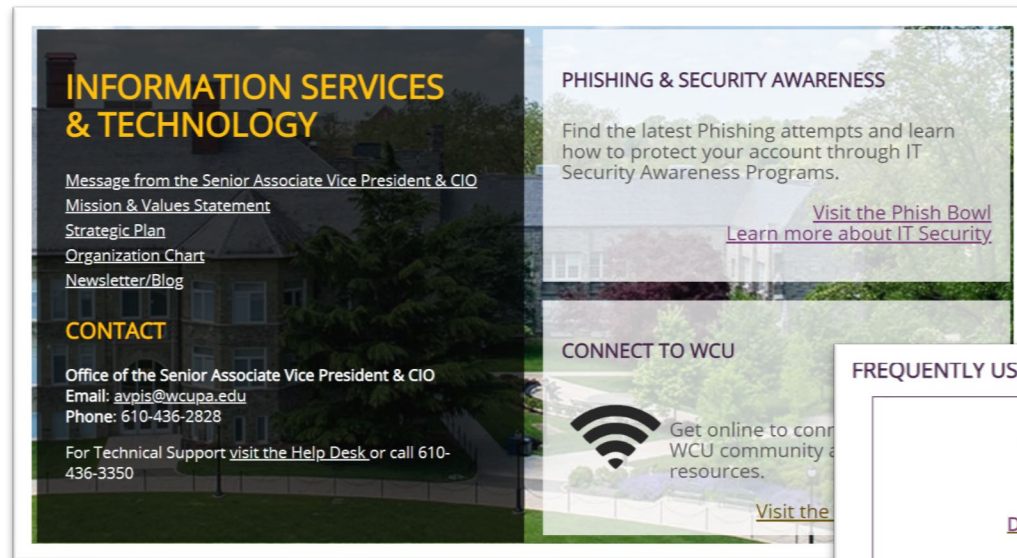 INFORMATION SERVICES
& TECHNOLOGY
Message from the Senior Associate Vice President & CIO
Mission & Values Statement
Strategic Plan
Organization Chart
Newsletter/Blog
CONTACT
Office of the Senior Associate Vice President & CIO
Email: avpis@wcupa.edu
Phone: 610-436-2828
For Technical Support visit the Help Desk or call 610-
436-3350
PHISHING & SECURITY AWARENESS
Find the latest Phishing attempts and learn
how to protect your account through IT
Security Awareness Programs.
Visit the Phish Bowl
Learn more about IT Security
CONNECT TO WCU
Get online to
WCU community
resources.
Visit the
FREQUENTLY